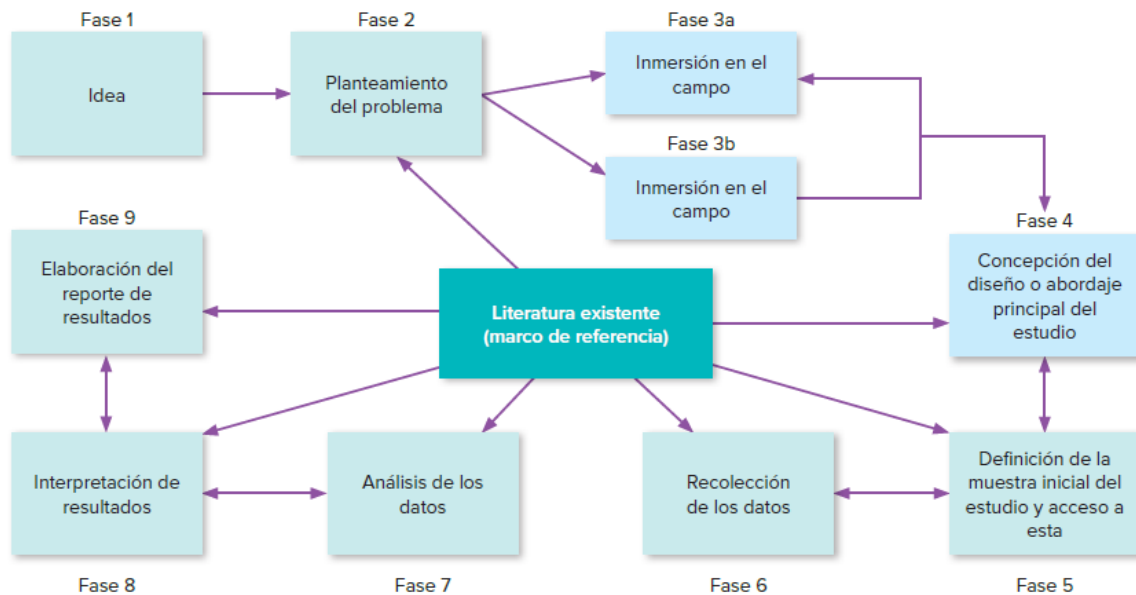 Fase 1
Idea
Fase 2
Planteamiento
del problema
Fase 3a
Inmersión en el
campo
Fase 3b
Inmersión en el
campo
Fase 4
Concepción del
diseño o abordaje
principal del
estudio
Fase 9
Elaboración del
reporte de
resultados
Literatura existente
(marco de referencia)
Interpretación de
resultados
Fase 8
Análisis de los
datos
Fase 7
Recolección
de los datos
Fase 6
Definición de la
muestra inicial del
estudio y acceso a
esta
Fase 5